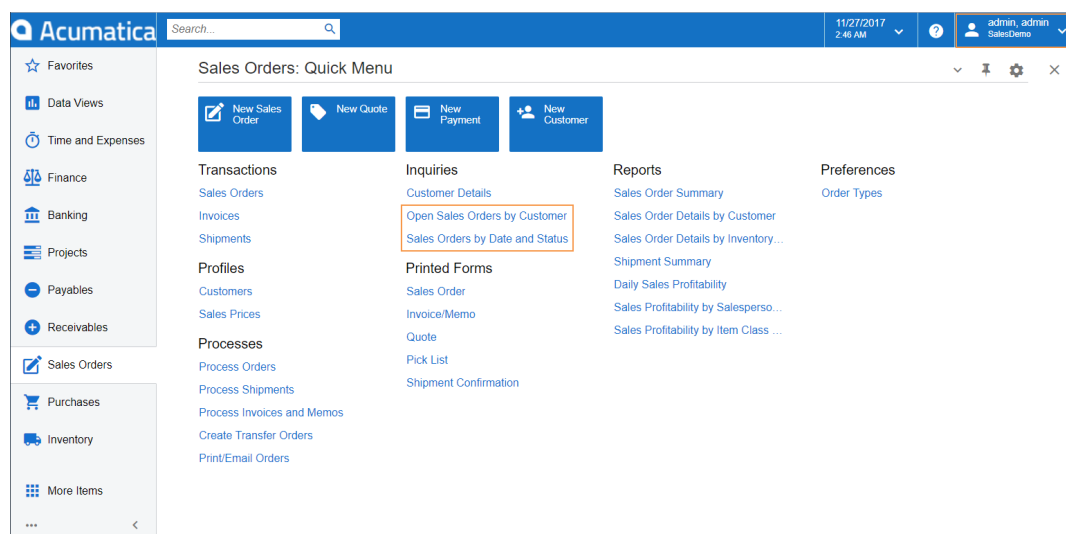 Acumatica
Search...
11/27/2017
2:46 AM
?
admin, admin
SalesDemo
Favorites
Data Views
Time and Expenses
Finance
Banking
Projects
Payables
Receivables
Sales Orders
Purchases
Inventory
More Items
...
Sales Orders: Quick Menu
New Sales
Order
New Quote
New
Payment
New
Customer
Transactions
Sales Orders
Invoices
Shipments
Profiles
Customers
Sales Prices
Processes
Process Orders
Process Shipments
Process Invoices and Memos
Create Transfer Orders
Print/Email Orders
Inquiries
Customer Details
Open Sales Orders by Customer
Sales Orders by Date and Status
Printed Forms
Sales Order
Invoice/Memo
Quote
Pick List
Shipment Confirmation
Reports
Sales Order Summary
Sales Order Details by Customer
Sales Order Details by Inventory...
Shipment Summary
Daily Sales Profitability
Sales Profitability by Salesperso...
Sales Profitability by Item Class ...
Preferences
Order Types